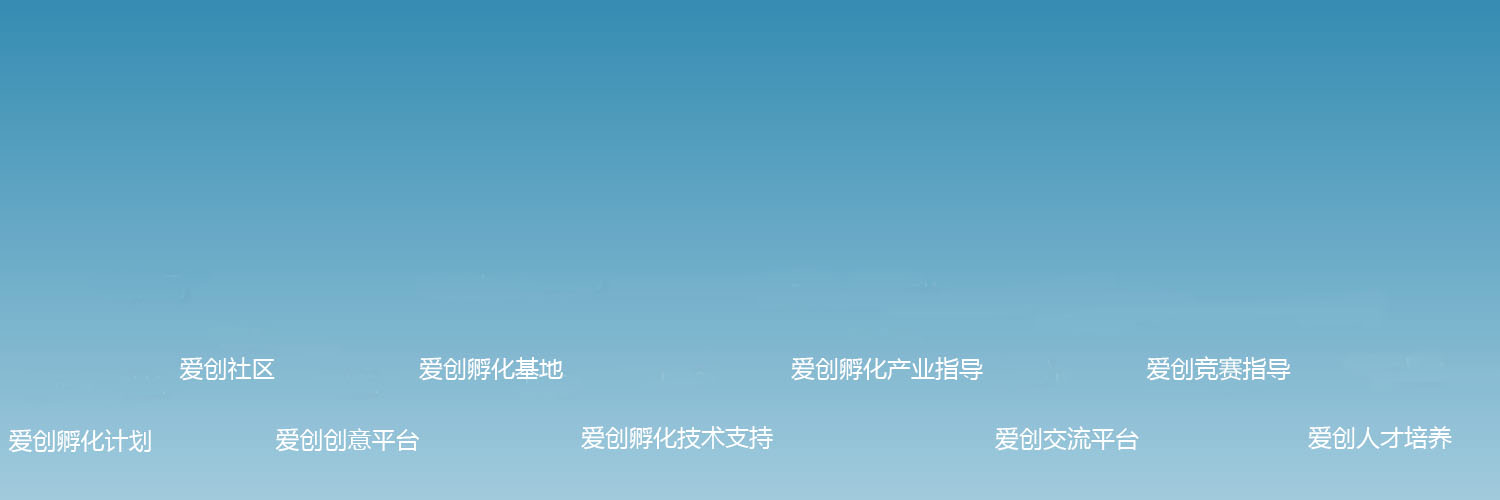 爱创社区
爱创孵化基地
爱创孵化产业指导
爱创竞赛指导
爱创孵化计划
爱创创意平台
爱创孵化技术支持
爱创交流平台
爱创人才培养